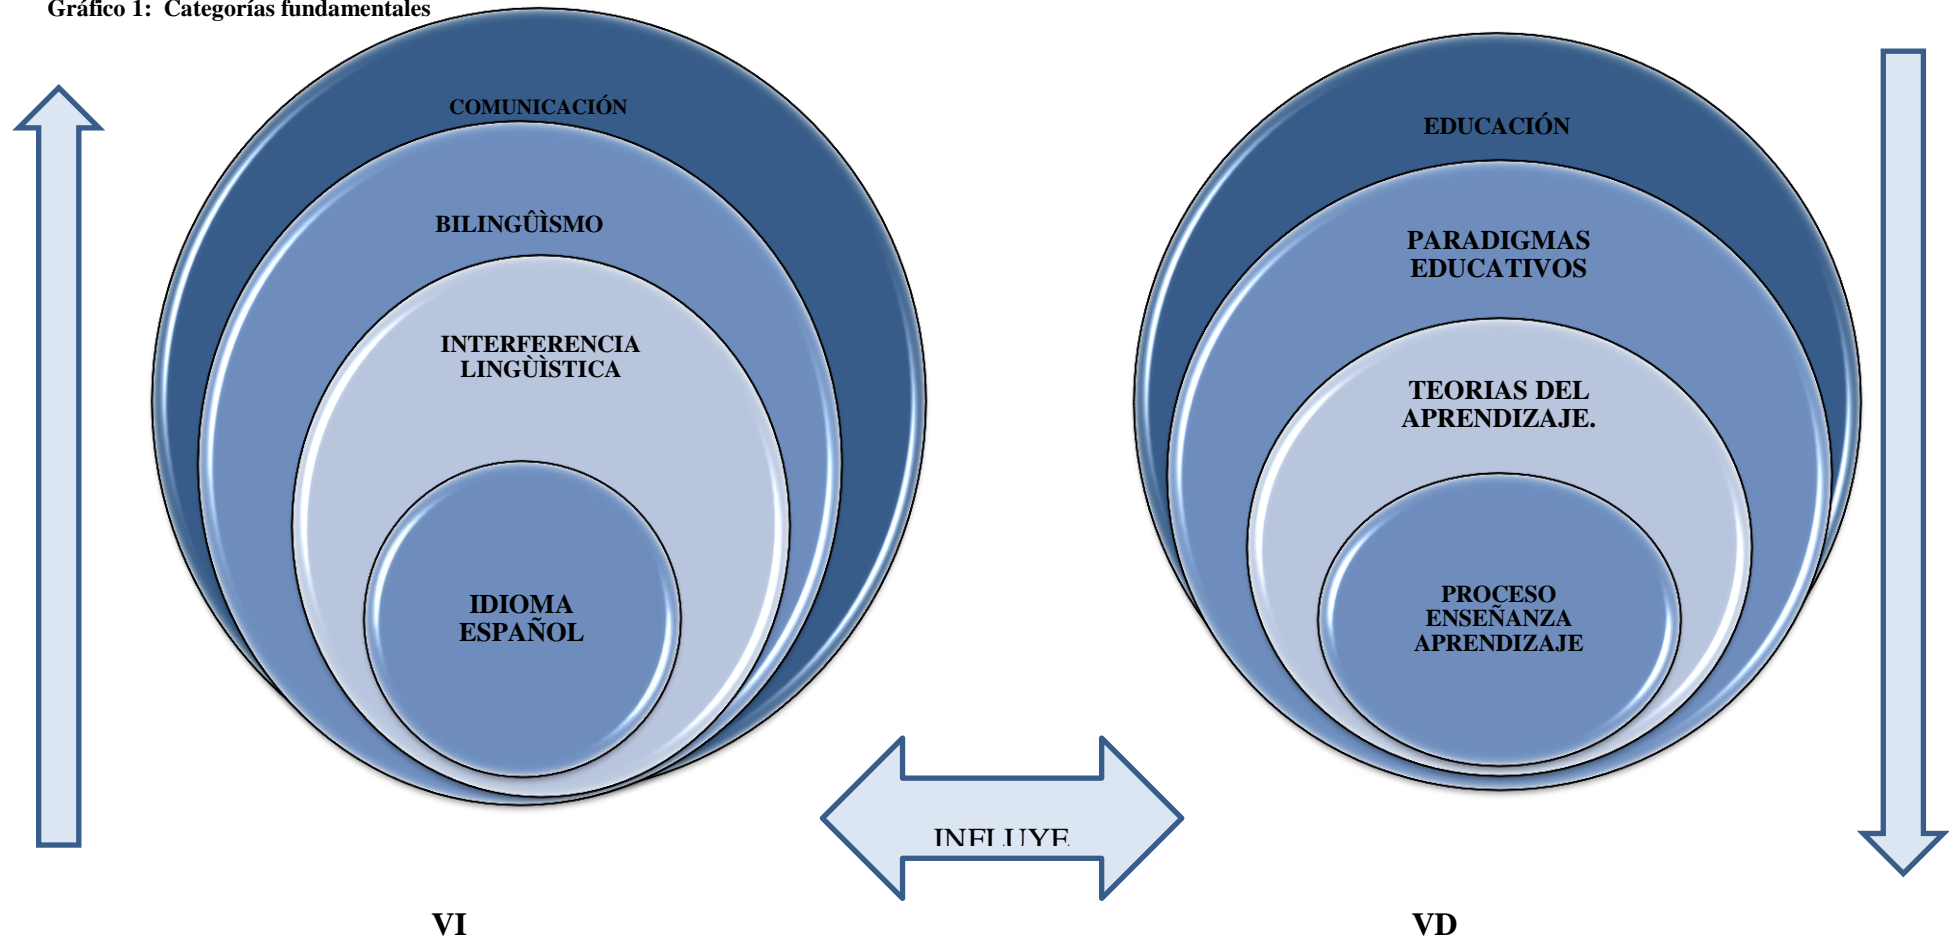 Gráfico 1:  Categorías fundamentales
COMUNICACIÓN
BILINGÛÌSMO
INTERFERENCIA
LINGÙÌSTICA
IDIOMA
ESPAÑOL
EDUCACIÓN
PARADIGMAS
EDUCATIVOS
TEORIAS DEL
APRENDIZAJE.
PROCESO
ENSEÑANZA
APRENDIZAJE
INFLUYE
VI
VD